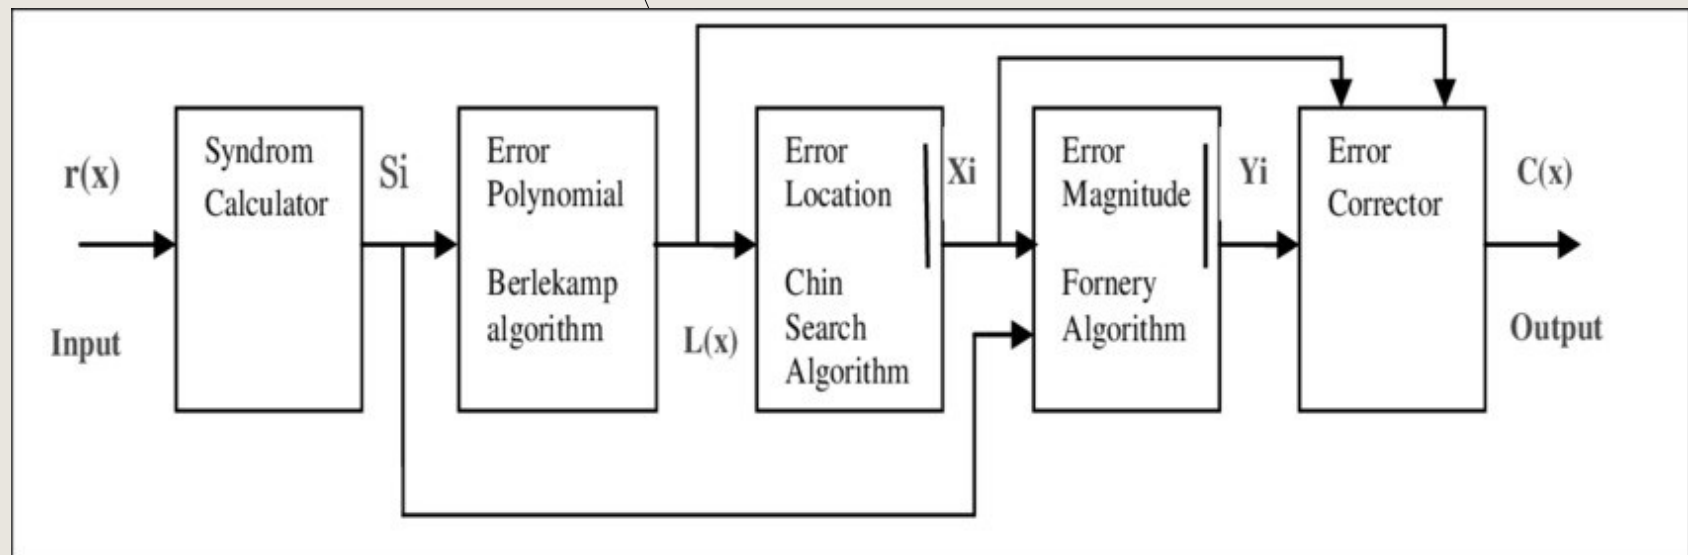 r(x)
Input
Syndrom
Calculator
Si
Error
Polynomial
Berlekamp
algorithm
L(x)
Error
Location
Chin
Search
Algorithm
Xi
Error
Magnitude
Fornery
Algorithm
Yi
Error
Corrector
C(x)
Output